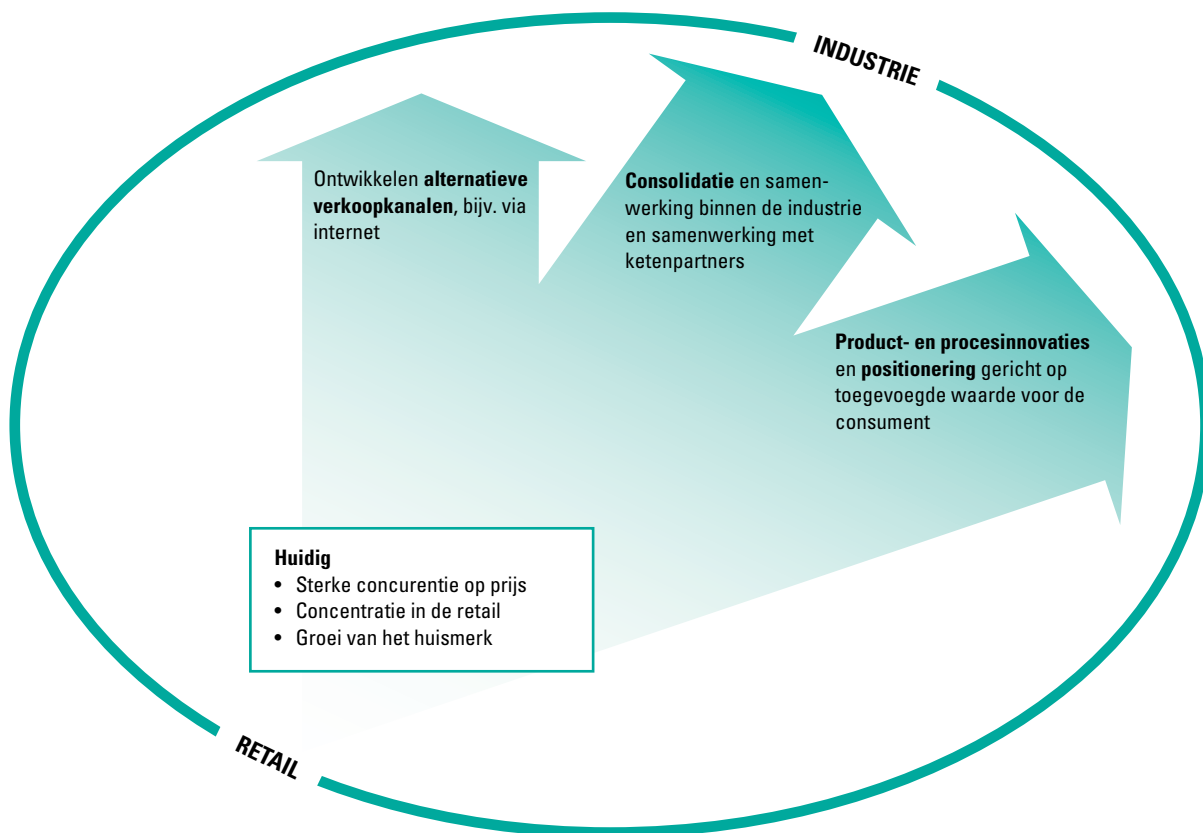 INDUSTRIE
Ontwikkelen alternatieve
verkoopkanalen, bijv. via
internet
Consolidatie en samen-
werking binnen de industrie
en samenwerking met
ketenpartners
Product- en procesinnovaties
en positionering gericht op
toegevoegde waarde voor de
consument
Huidig
• Sterke concurentie op prijs
• Concentratie in de retail
• Groei van het huismerk
RETAIL